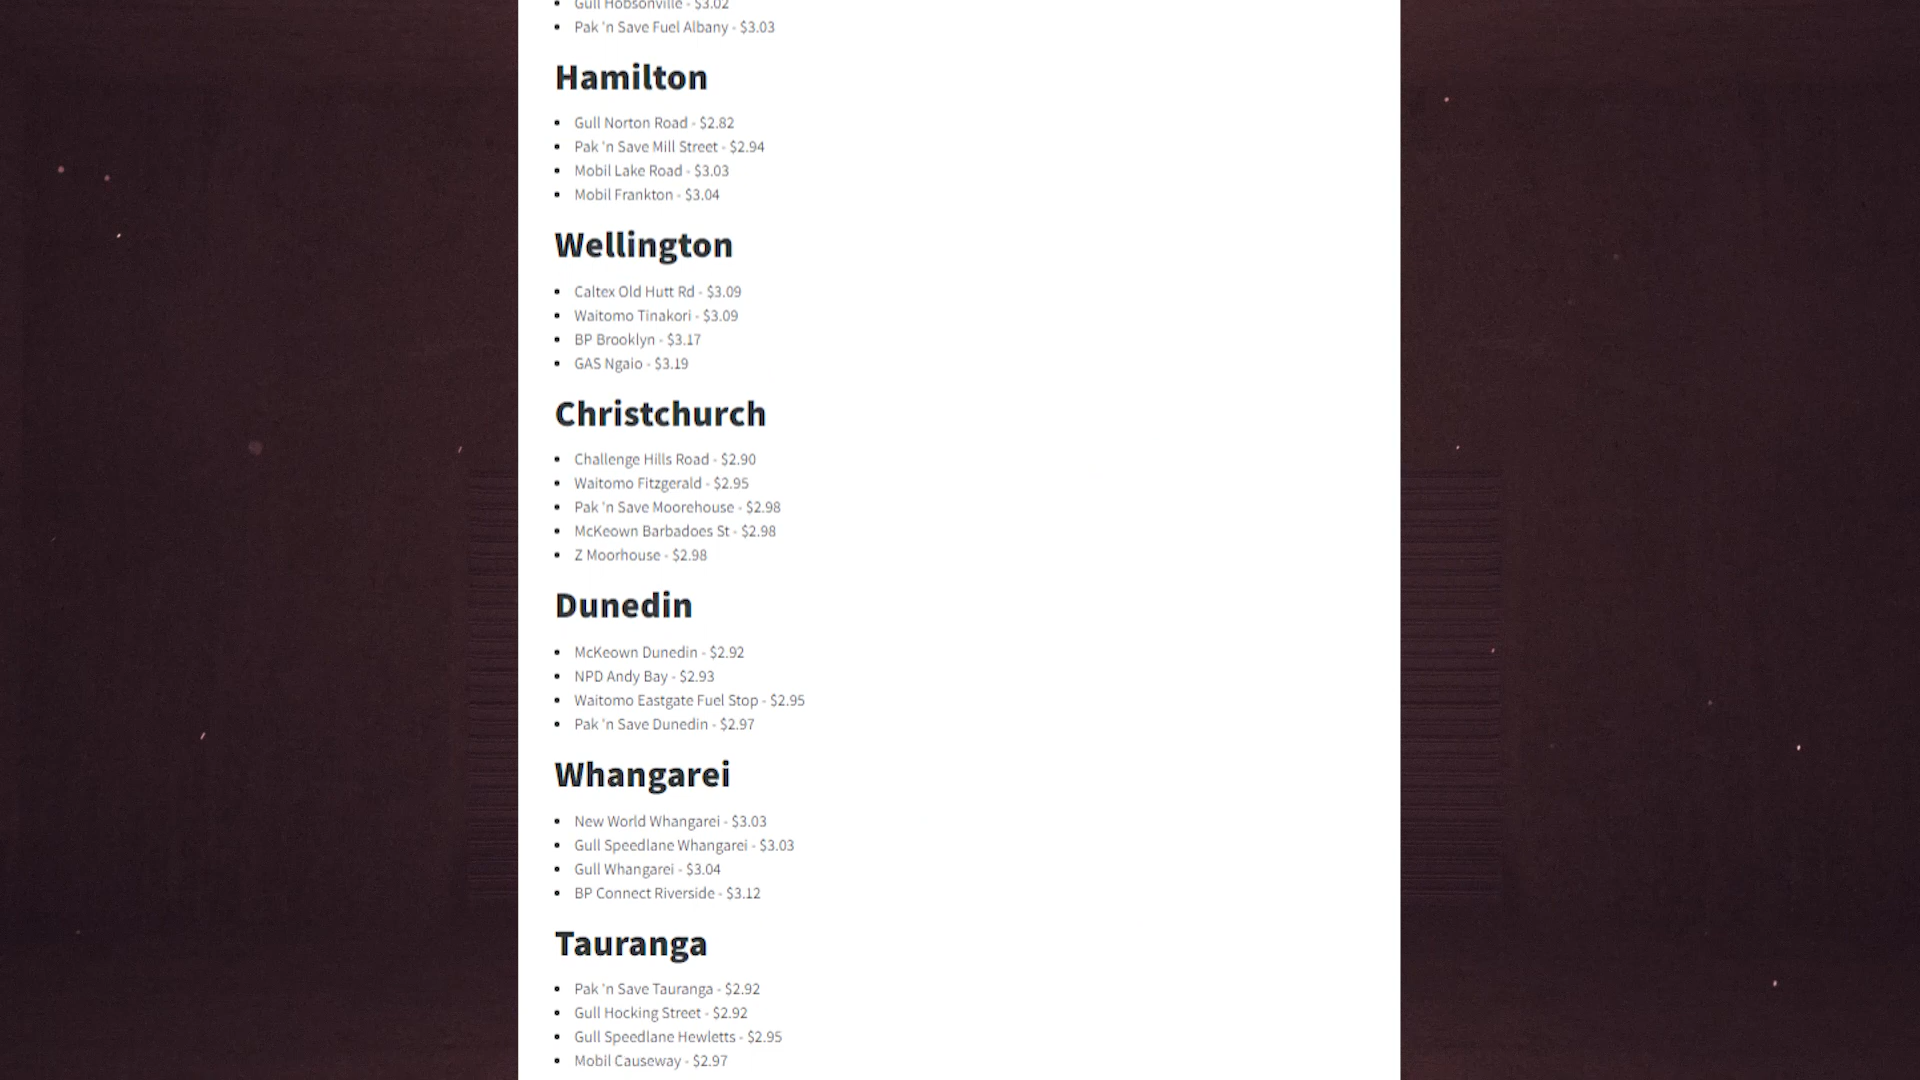 Gull Hobsonville - $3.02
Pak 'n Save Fuel Albany - $3.03
Hamilton
Gull Norton Road - $2.82
Pak 'n Save Mill Street - $2.94
Mobil Lake Road - $3.03
Mobil Frankton - $3.04
Wellington
Caltex Old Hutt Rd - $3.09
Waitomo Tinakori - $3.09
BP Brooklyn - $3.17
GAS Ngaio - $3.19
Christchurch
Challenge Hills Road - $2.90
Waitomo Fitzgerald - $2.95
Pak 'n Save Moorehouse - $2.98
McKeown Barbadoes St - $2.98
Z Moorhouse - $2.98
Dunedin
McKeown Dunedin - $2.92
NPD Andy Bay - $2.93
Waitomo Eastgate Fuel Stop - $2.95
Pak 'n Save Dunedin - $2.97
Whangarei
New World Whangarei - $3.03
Gull Speedlane Whangarei - $3.03
Gull Whangarei - $3.04
BP Connect Riverside - $3.12
Tauranga
Pak 'n Save Tauranga - $2.92
Gull Hocking Street - $2.92
Gull Speedlane Hewletts - $2.95
Mobil Causeway - $2.97